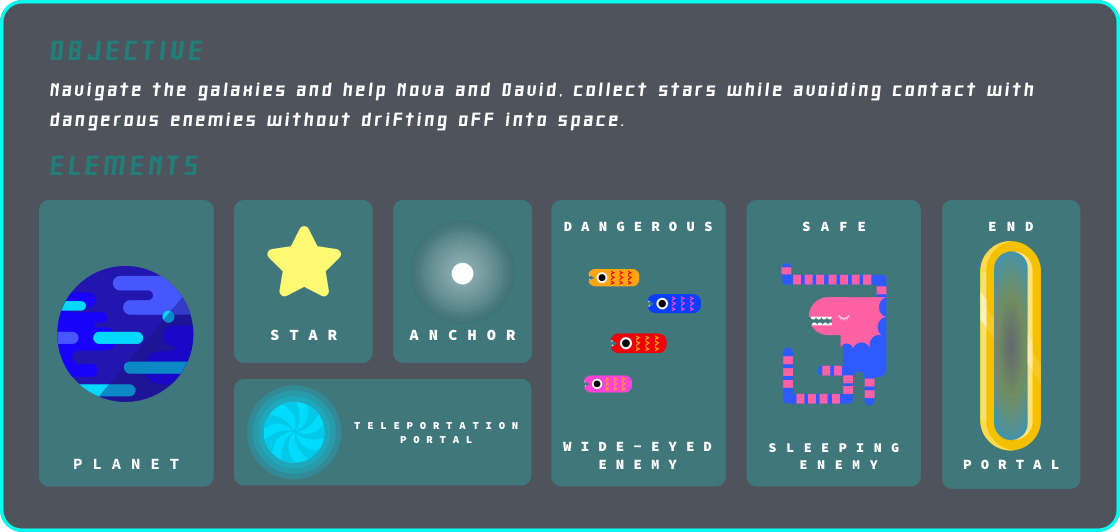 OBJECTIVE
Navigate the galaxies and help Nova and David, collect stars while avoiding contact with
dangerous enemies without drifting off into space.
ELEMENTS
PLANET
STAR
ANCHOR
TELEPORTATION
PORTAL
DANGEROUS
WIDE-EYED
ENEMY
SAFE
SLEEPING
ENEMY
END
PORTAL